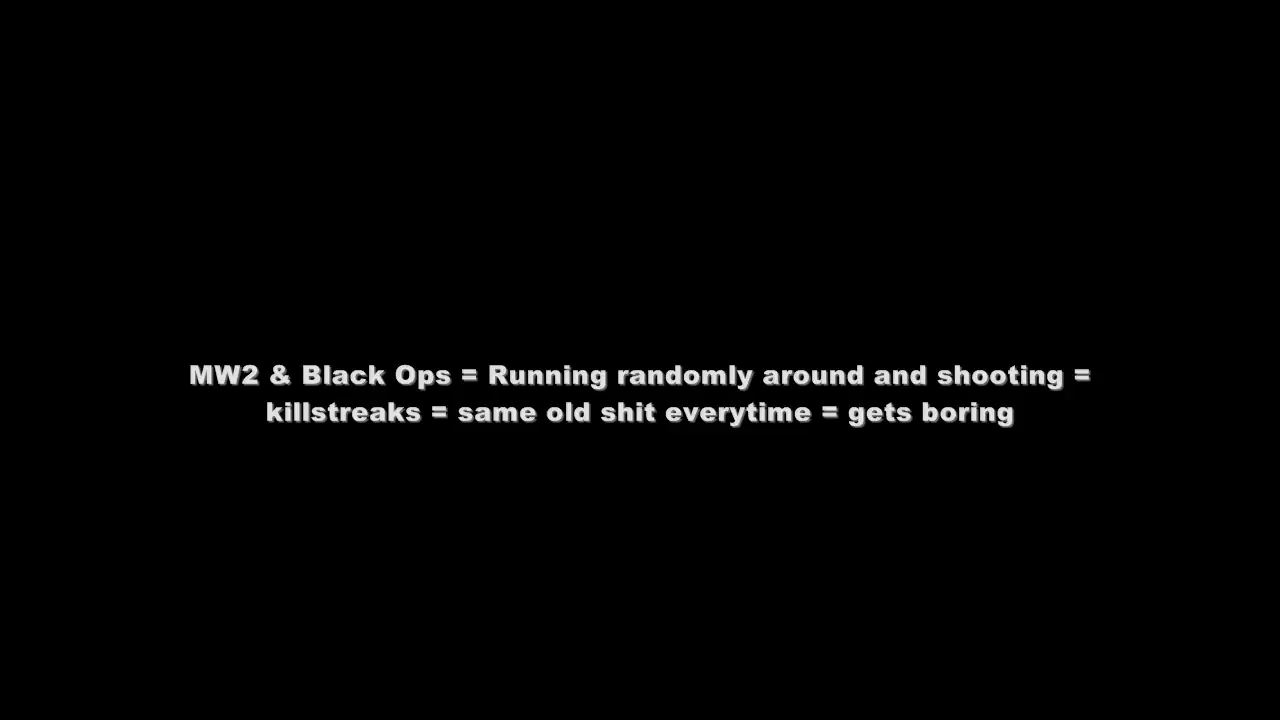 MW2 & Black Ops = Running randomly around and shooting =
killstreaks = same old shit everytime = gets boring